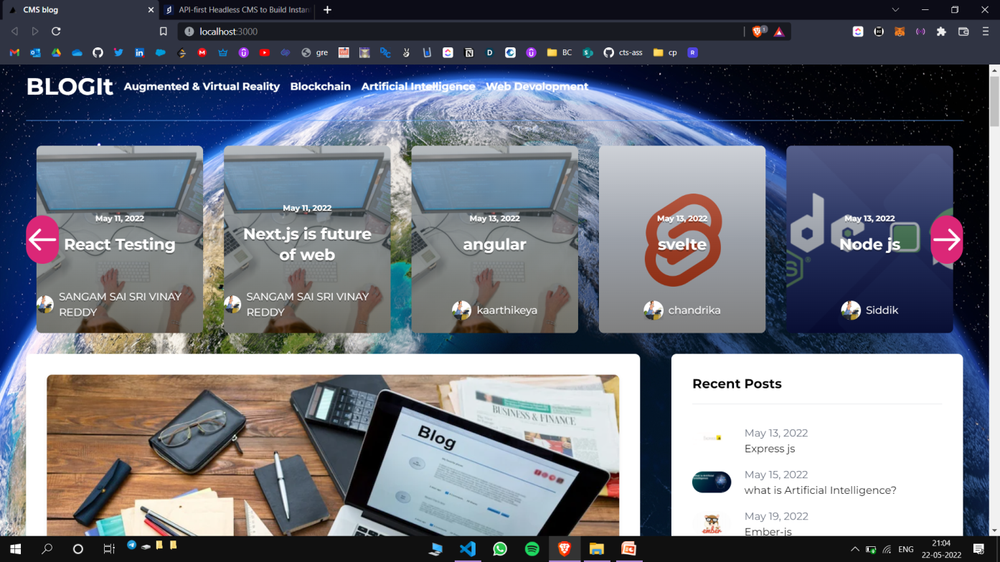 CMS blog
API-first Headless CMS to Build Instan
localhost:3000
1
gre
BC
cts-ass
cp
R
BLOGIt
Augmented & Virtual Reality
Blockchain
Artificial Intelligence
Web Devolopment
May 11, 2022
React Testing
SANGAM SAI SRI VINAY
REDDY
May 11, 2022
Next.js is future
of web
SANGAM SAI SRI VINAY
REDDY
May 13, 2022
angular
kaarthikeya
May 13, 2022
svelte
chandrika
May 13, 2022
Node js
Siddik
BUSINESS & FINANCE
Blog
Recent Posts
May 13, 2022
Express js
May 15, 2022
what is Artificial Intelligence?
May 19, 2022
Ember-js
ember
ENG
21:04
22-05-2022